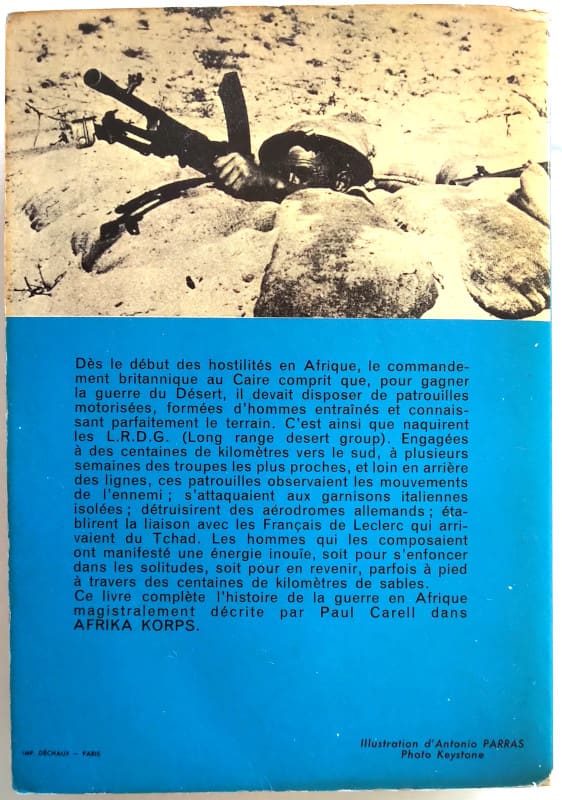 Dès le début des hostilités en Afrique, le commande-
ment britannique au Caire comprit que, pour gagner
la guerre du Désert, il devait disposer de patrouilles
motorisées, formées d'hommes entraînés et connais-
sant parfaitement le terrain. C'est ainsi que naquirent
les L.R.D.G. (Long range desert group). Engagées
à des centaines de kilomètres vers le sud, à plusieurs
semaines des troupes les plus proches, et loin en arrière
des lignes, ces patrouilles observaient les mouvements
de l'ennemi ; s'attaquaient aux garnisons italiennes
isolées ; détruisirent des aérodromes allemands ; éta-
blirent la liaison avec les Français de Leclerc qui arri-
vaient du Tchad. Les hommes qui les composaient
ont manifesté une énergie inouïe, soit pour s'enfoncer
dans les solitudes, soit pour en revenir, parfois à pied
à travers des centaines de kilomètres de sables.
Ce livre complète l'histoire de la guerre en Afrique
magistralement décrite par Paul Carell dans
AFRIKA KORPS.
Illustration d'Antonio PARRAS
Photo Keystone
IMP. DÉCHAUX — PARIS